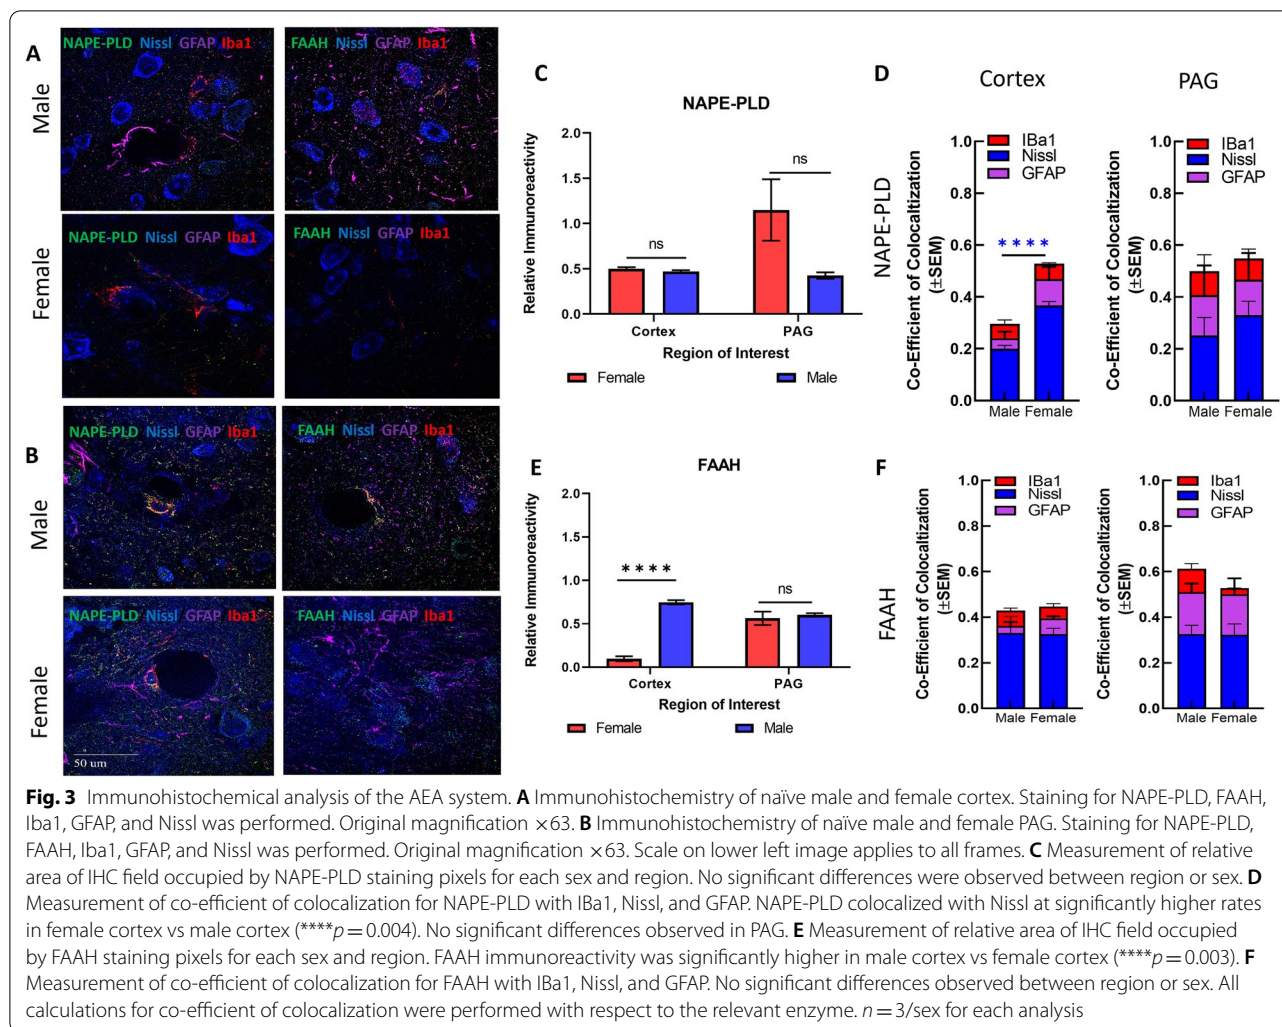 A
NAPE-PLD Nissl GFAP Iba1
FAAH Nissl GFAP Iba1
Male
NAPE-PLD Nissl GFAP Iba1
FAAH Nissl GFAP Iba1
Female
B
NAPE-PLD Nissl GFAP Iba1
FAAH Nissl GFAP Iba1
Male
NAPE-PLD Nissl GFAP Iba1
FAAH Nissl GFAP Iba1
Female
50 um
C
NAPE-PLD
Relative Immunoreactivity
2.0
1.5
1.0
0.5
0.0
ns
ns
Cortex PAG
Region of Interest
Female Male
D
Cortex
PAG
NAPE-PLD
Co-Efficient of Colocaltization
(±SEM)
1.0
0.8
0.6
0.4
0.2
0.0
IBa1
Nissl
GFAP
****
Male Female
Co-Efficient of Colocaltization
(±SEM)
1.0
0.8
0.6
0.4
0.2
0.0
IBa1
Nissl
GFAP
Male Female
E
FAAH
Relative Immunoreactivity
2.0
1.5
1.0
0.5
0.0
****
ns
Cortex PAG
Region of Interest
Female Male
F
FAAH
Co-Efficient of Colocaltization
(±SEM)
1.0
0.8
0.6
0.4
0.2
0.0
IBa1
Nissl
GFAP
Male Female
Co-Efficient of Colocaltization
(±SEM)
1.0
0.8
0.6
0.4
0.2
0.0
Iba1
Nissl
GFAP
Male Female
Fig. 3 Immunohistochemical analysis of the AEA system. A Immunohistochemistry of naïve male and female cortex. Staining for NAPE-PLD, FAAH,
Iba1, GFAP, and Nissl was performed. Original magnification ×63. B Immunohistochemistry of naïve male and female PAG. Staining for NAPE-PLD,
FAAH, Iba1, GFAP, and Nissl was performed. Original magnification ×63. Scale on lower left image applies to all frames. C Measurement of relative
area of IHC field occupied by NAPE-PLD staining pixels for each sex and region. No significant differences were observed between region or sex. D
Measurement of co-efficient of colocalization for NAPE-PLD with IBa1, Nissl, and GFAP. NAPE-PLD colocalized with Nissl at significantly higher rates
in female cortex vs male cortex (****p = 0.004). No significant differences observed in PAG. E Measurement of relative area of IHC field occupied
by FAAH staining pixels for each sex and region. FAAH immunoreactivity was significantly higher in male cortex vs female cortex (****p = 0.003). F
Measurement of co-efficient of colocalization for FAAH with IBa1, Nissl, and GFAP. No significant differences observed between region or sex. All
calculations for co-efficient of colocalization were performed with respect to the relevant enzyme. n = 3/sex for each analysis